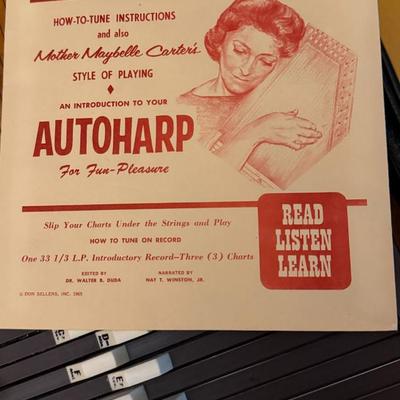 HOW-TO-TUNE INSTRUCTIONS
and also
Mother Maybelle Carter's
STYLE OF PLAYING
AN INTRODUCTION TO YOUR
AUTOHARP
For Fun-Pleasure
Slip Your Charts Under the Strings and Play
HOW TO TUNE ON RECORD
One 33 1/3 L.P. Introductory Record—Three (3) Charts
EDITED BY
DR. WALTER B. DUDA
NARRATED BY
NAT T. WINSTON, JR.
© DON SELLERS, INC. 1965
READ
LISTEN
LEARN
C
F
D
E